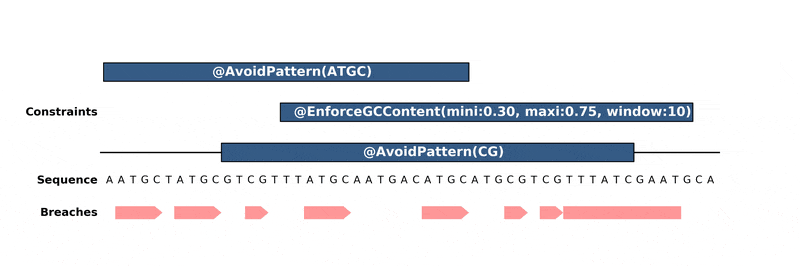 @AvoidPattern(ATGC)
Constraints @EnforceGCContent(mini:0.30, maxi:0.75, window:10)
@AvoidPattern(CG)
Sequence A A T G C T A T G C G T C G T T T A T G C A A T G A C A T G C A T G C G T C G T T T A T C G A A T G C A
Breaches